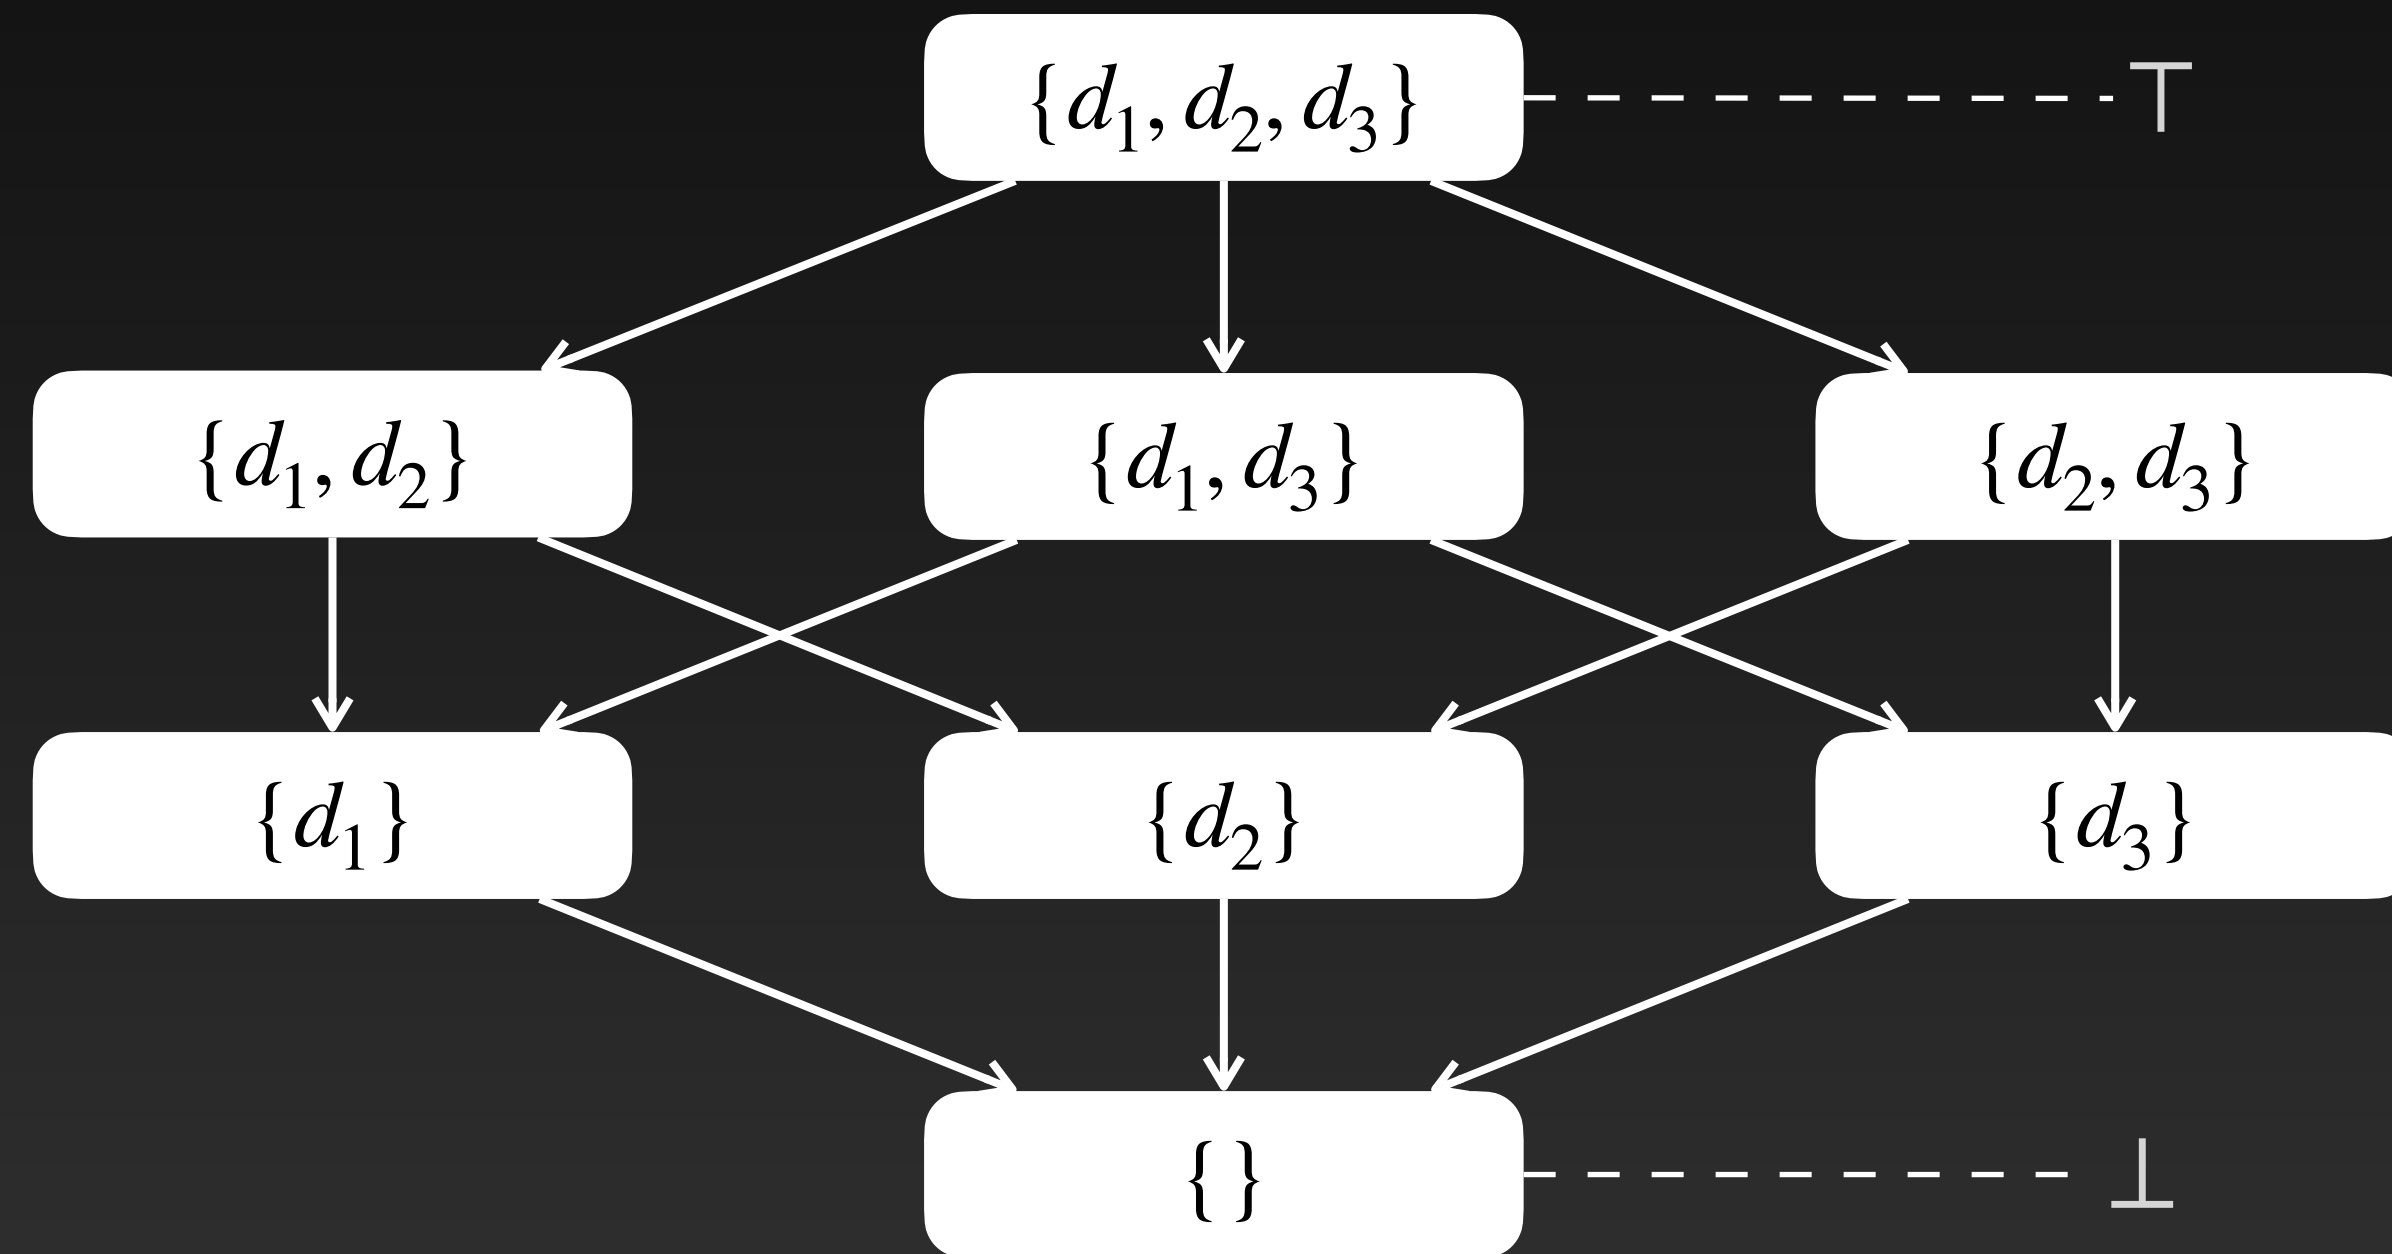 {d₁, d₂, d₃} ⊤
{d₁, d₂} {d₁, d₃} {d₂, d₃}
{d₁} {d₂} {d₃}
{} ⊥